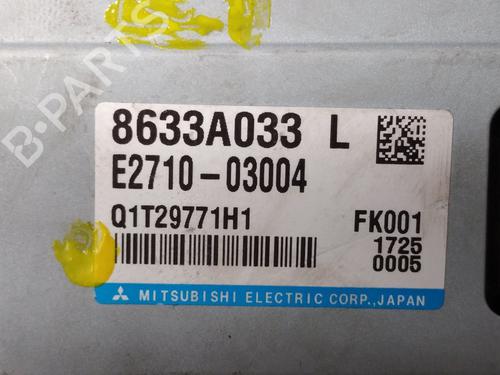 B-PARTS
8633A033 L
E2710-03004
Q1T29771H1
FK001
1725
0005
MITSUBISHI ELECTRIC CORP.,JAPAN